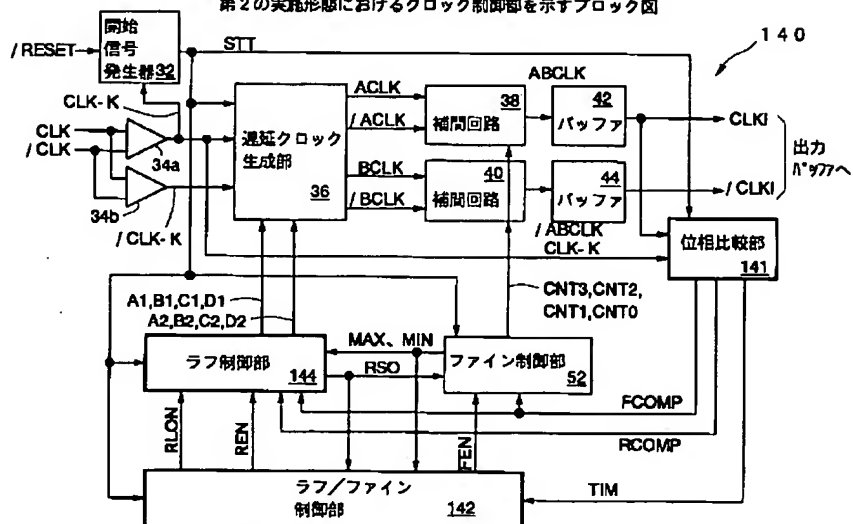 第2の実施形態におけるクロック制御部を示すブロック図
140
開始
信号
発生器32
/RESET
STT
CLK-K
CLK
/CLK
34a
34b
/CLK-K
遅延クロック
生成部
36
ACLK
/ACLK
BCLK
/BCLK
38
補間回路
40
補間回路
ABCLK
/ABCLK
42
バッファ
44
バッファ
CLKI
/CLKI
出力
バッファへ
CLK-K
位相比較部
141
A1,B1,C1,D1
A2,B2,C2,D2
CNT3,CNT2,
CNT1,CNT0
MAX、MIN
RSO
ラフ制御部
144
ファイン制御部
52
FCOMP
RCOMP
RLON
REN
FEN
TIM
ラフ/ファイン
制御部
142